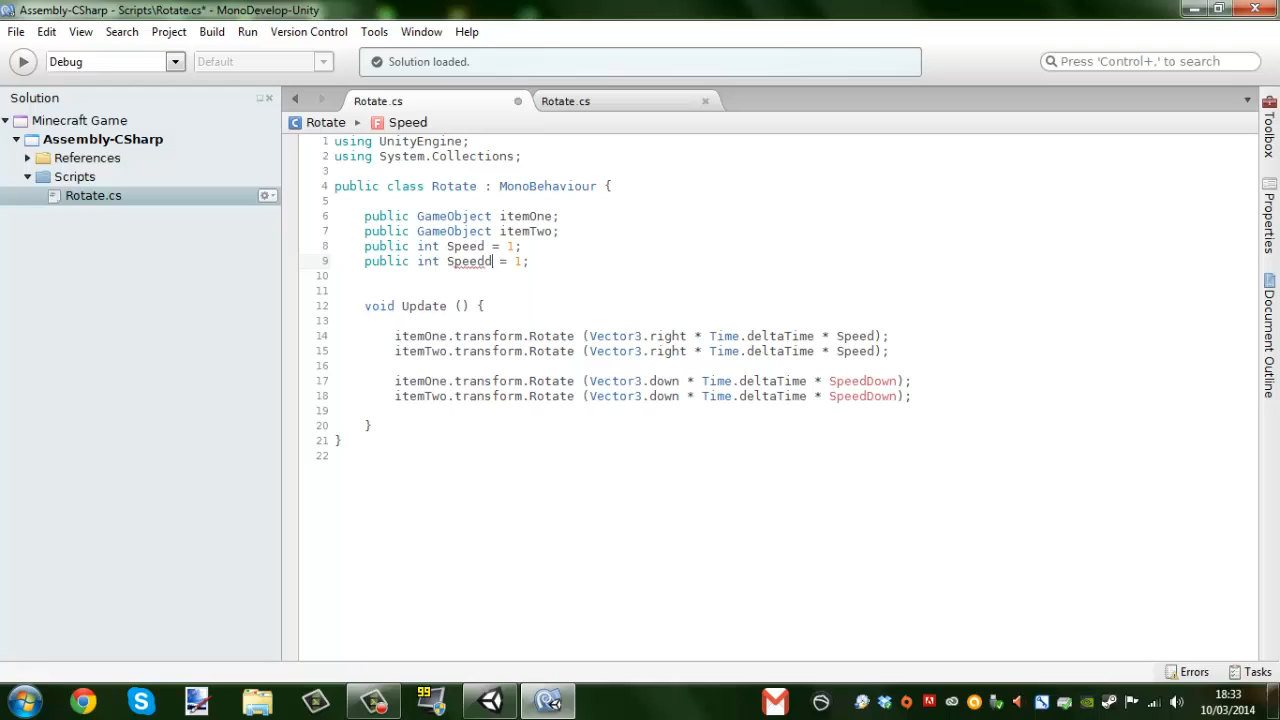 Assembly-CSharp - Scripts\Rotate.cs* - MonoDevelop-Unity
File Edit View Search Project Build Run Version Control Tools Window Help
Debug Default Solution loaded. Press 'Control+,' to search
Solution
Minecraft Game
Assembly-CSharp
References
Scripts
Rotate.cs
Rotate.cs Rotate.cs
C Rotate F Speed
1 using UnityEngine;
2 using System.Collections;
3
4 public class Rotate : MonoBehaviour {
5
6 public GameObject itemOne;
7 public GameObject itemTwo;
8 public int Speed = 1;
9 public int Speedd = 1;
10
11
12 void Update () {
13
14 itemOne.transform.Rotate (Vector3.right * Time.deltaTime * Speed);
15 itemTwo.transform.Rotate (Vector3.right * Time.deltaTime * Speed);
16
17 itemOne.transform.Rotate (Vector3.down * Time.deltaTime * SpeedDown);
18 itemTwo.transform.Rotate (Vector3.down * Time.deltaTime * SpeedDown);
19
20 }
21 }
22
Toolbox
Properties
Document Outline
Errors Tasks
99
18:33
10/03/2014